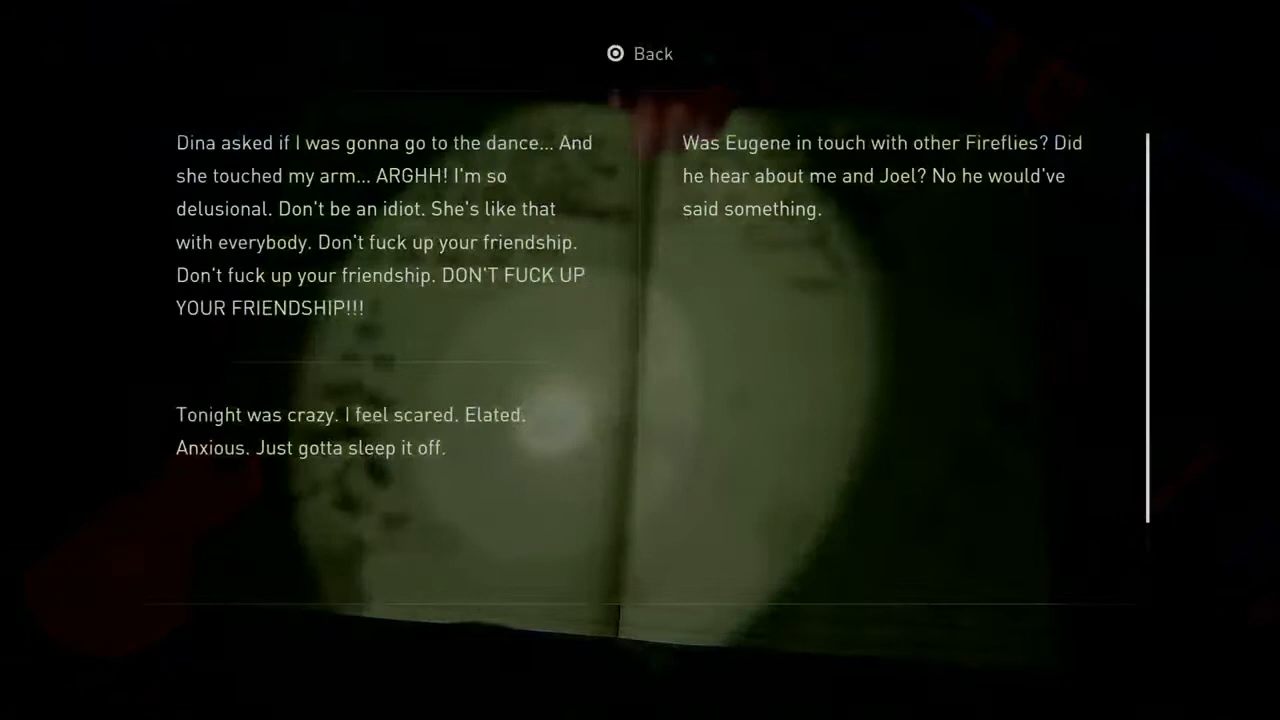 Back
Dina asked if I was gonna go to the dance... And
she touched my arm... ARGHH! I'm so
delusional. Don't be an idiot. She's like that
with everybody. Don't fuck up your friendship.
Don't fuck up your friendship. DON'T FUCK UP
YOUR FRIENDSHIP!!!
Tonight was crazy. I feel scared. Elated.
Anxious. Just gotta sleep it off.
Was Eugene in touch with other Fireflies? Did
he hear about me and Joel? No he would've
said something.